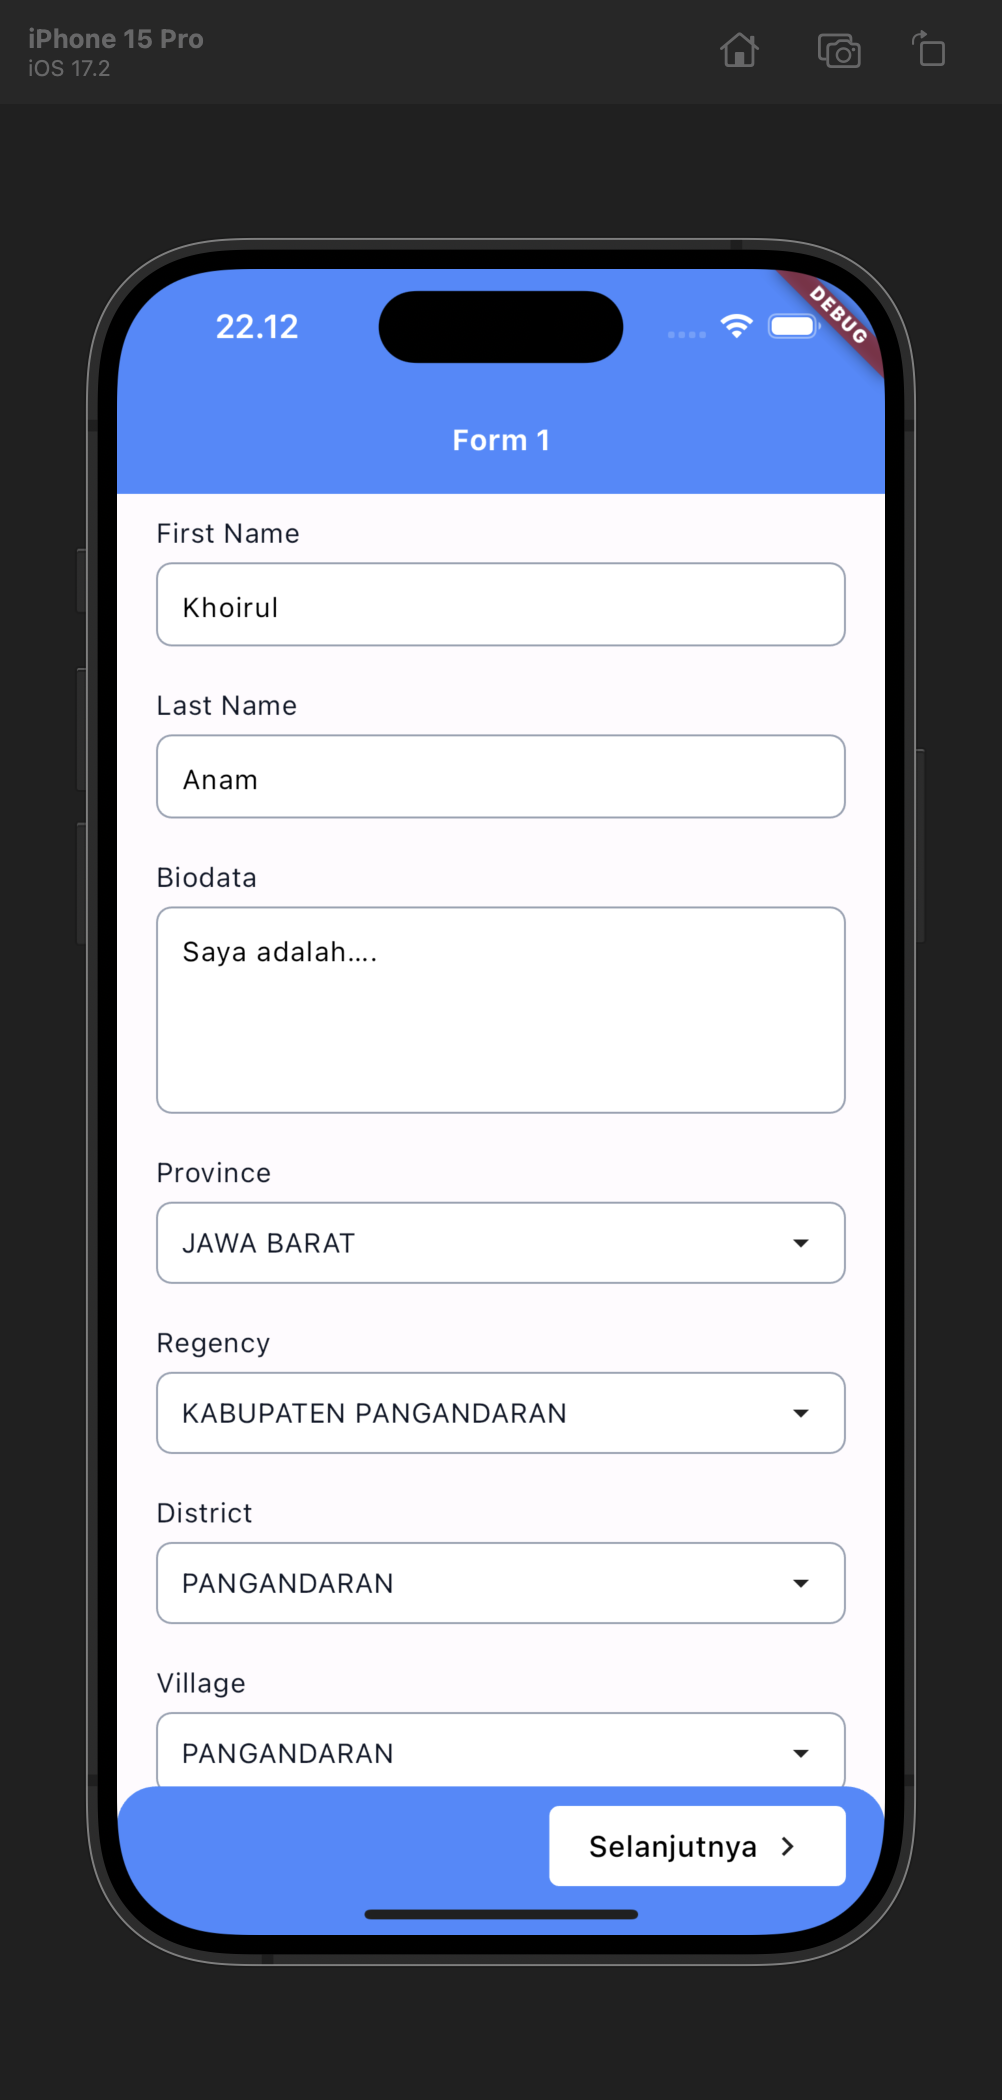 iPhone 15 Pro
iOS 17.2
22.12
DEBUG
Form 1
First Name
Khoirul
Last Name
Anam
Biodata
Saya adalah....
Province
JAWA BARAT
Regency
KABUPATEN PANGANDARAN
District
PANGANDARAN
Village
PANGANDARAN
Selanjutnya